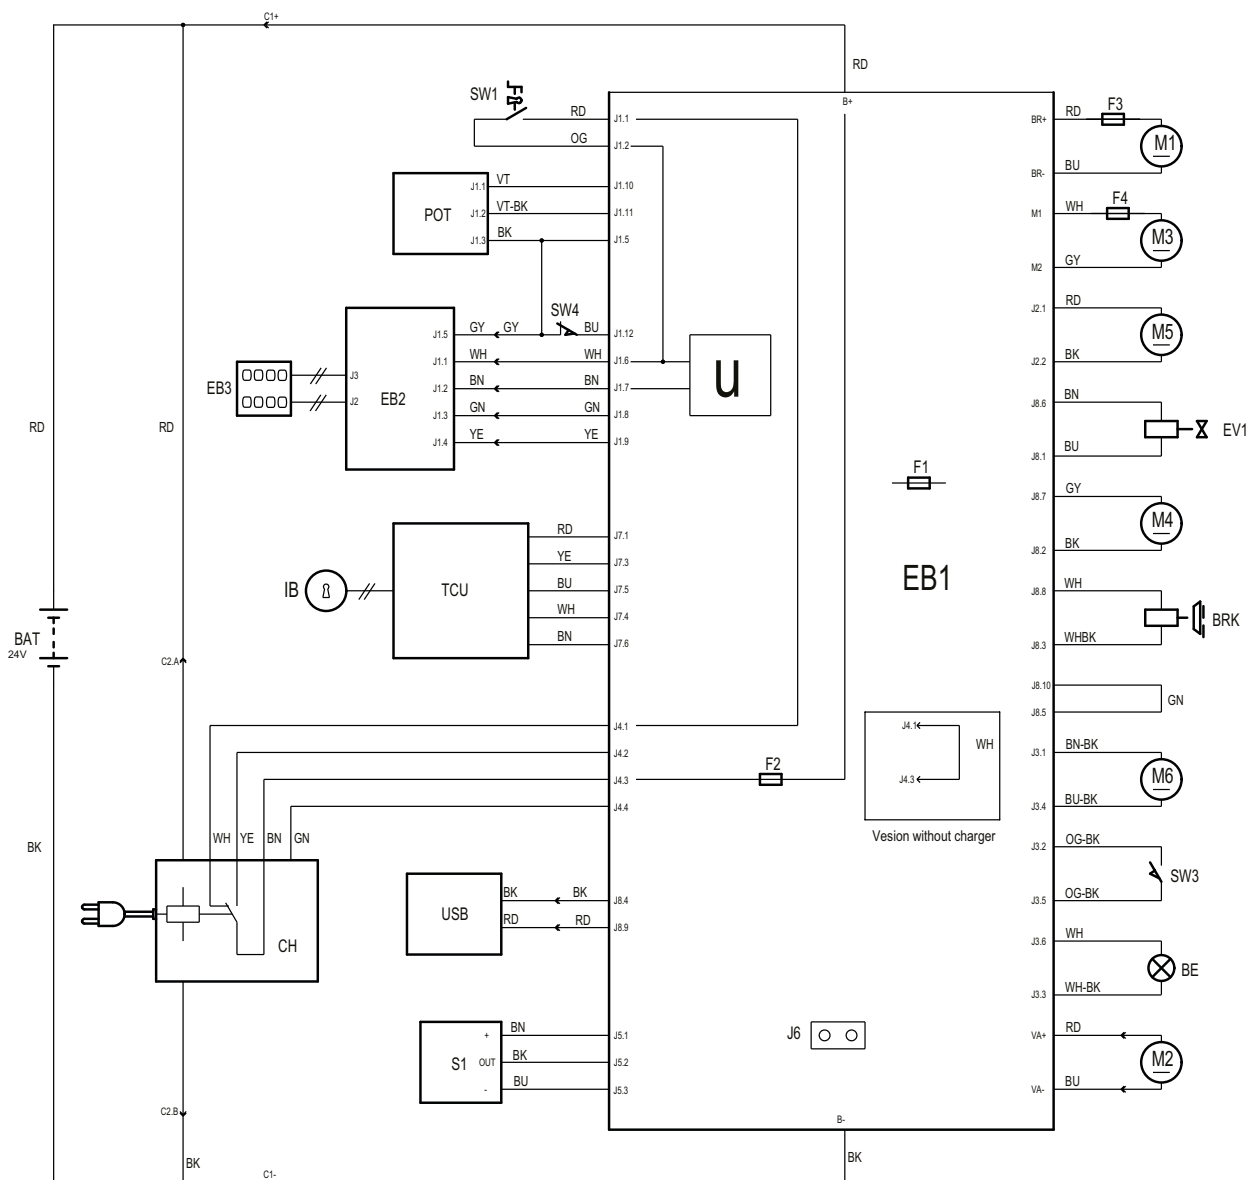 C1+
RD
B+
SW1
RD
J1.1
OG
J1.2
POT
J1.1 VT J1.10
J1.2 VT-BK J1.11
J1.3 BK J1.5
SW4
J1.5 GY GY BU J1.12
J1.1 WH WH J1.6
J1.2 BN BN J1.7
J1.3 GN GN J1.8
J1.4 YE YE J1.9
EB3
J3
J2
EB2
u
RD
RD
F1
EB1
IB
TCU
RD J7.1
YE J7.3
BU J7.5
WH J7.4
BN J7.6
BAT
24V
C2.A
J4.1
J4.2
J4.3
J4.4
F2
J4.1
WH
J4.3
Vesion without charger
BK
WH YE BN GN
CH
USB
BK BK J8.4
RD RD J8.9
J6
S1
+ BN J5.1
OUT BK J5.2
- BU J5.3
C2.B
BK
C1-
B-
BK
BR+ RD F3
M1
BR- BU
M1 WH F4
M3
M2 GY
J2.1 RD
M5
J2.2 BK
J8.6 BN
EV1
J8.1 BU
J8.7 GY
M4
J8.2 BK
J8.8 WH
BRK
J8.3 WHBK
J8.10
GN
J8.5
J3.1 BN-BK
M6
J3.4 BU-BK
J3.2 OG-BK
SW3
J3.5 OG-BK
J3.6 WH
BE
J3.3 WH-BK
VA+ RD
M2
VA- BU